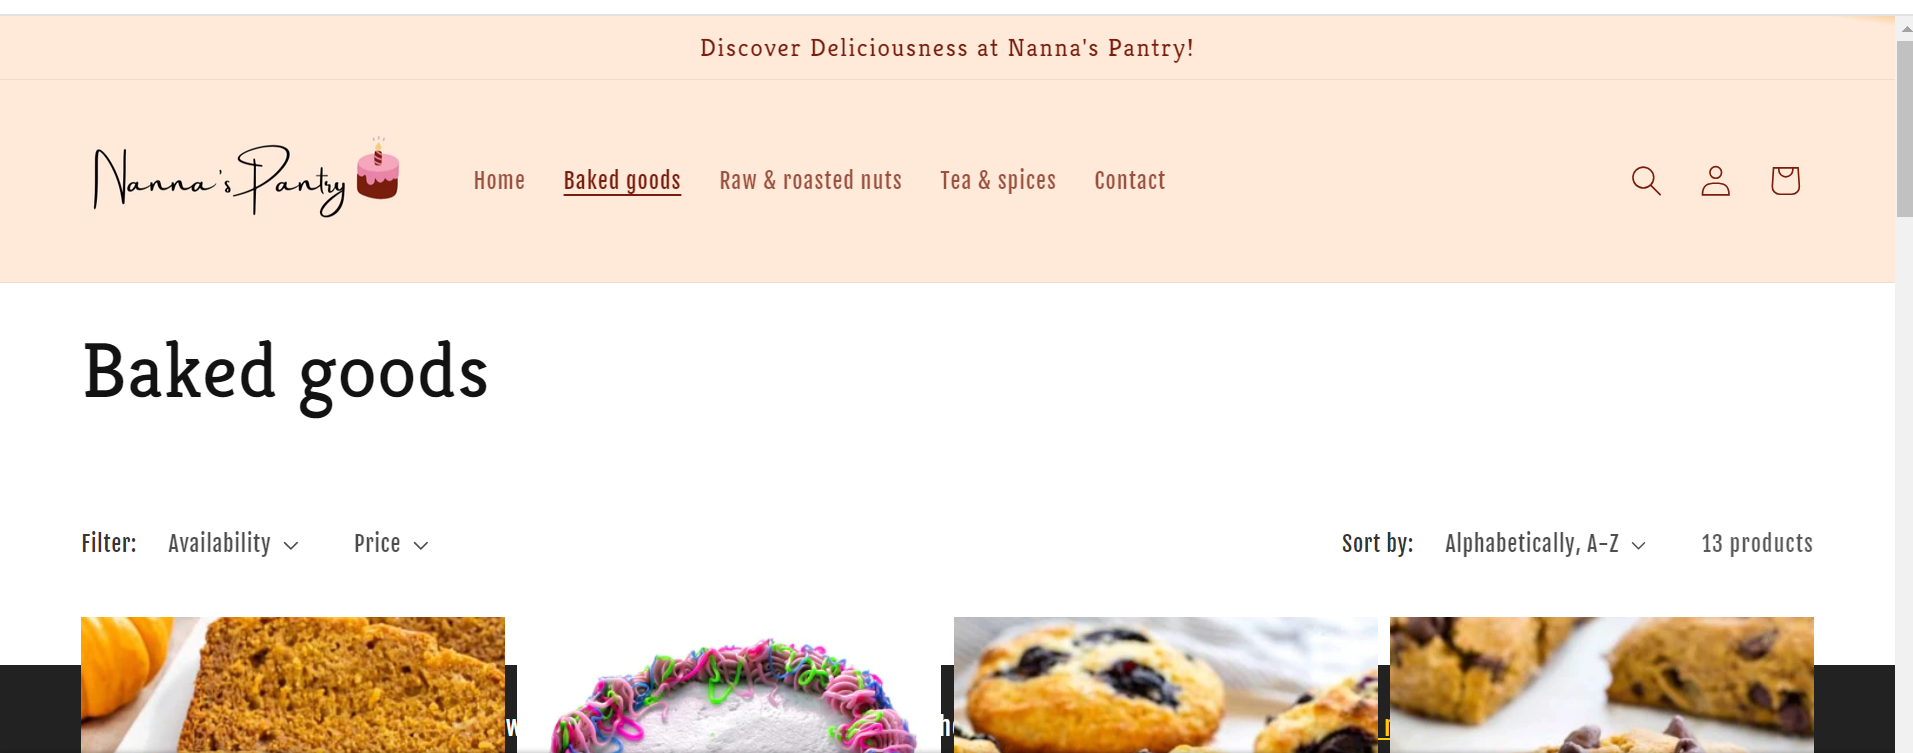 Discover Deliciousness at Nanna's Pantry!
Nanna's Pantry
Home Baked goods Raw & roasted nuts Tea & spices Contact
Baked goods
Filter: Availability Price Sort by: Alphabetically, A-Z 13 products